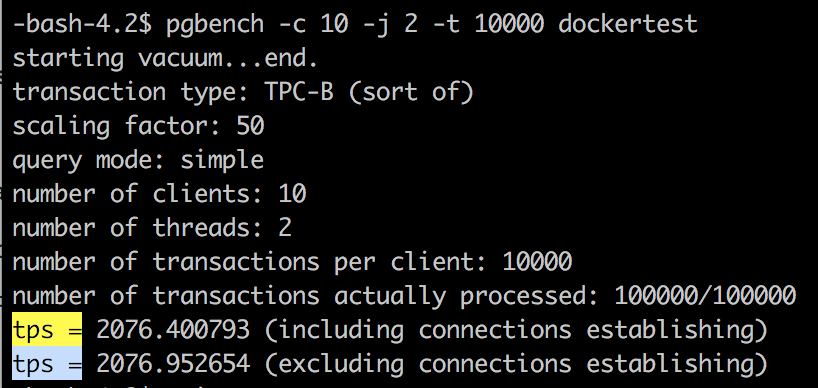 -bash-4.2$ pgbench -c 10 -j 2 -t 10000 dockertest
starting vacuum...end.
transaction type: TPC-B (sort of)
scaling factor: 50
query mode: simple
number of clients: 10
number of threads: 2
number of transactions per client: 10000
number of transactions actually processed: 100000/100000
tps = 2076.400793 (including connections establishing)
tps = 2076.952654 (excluding connections establishing)